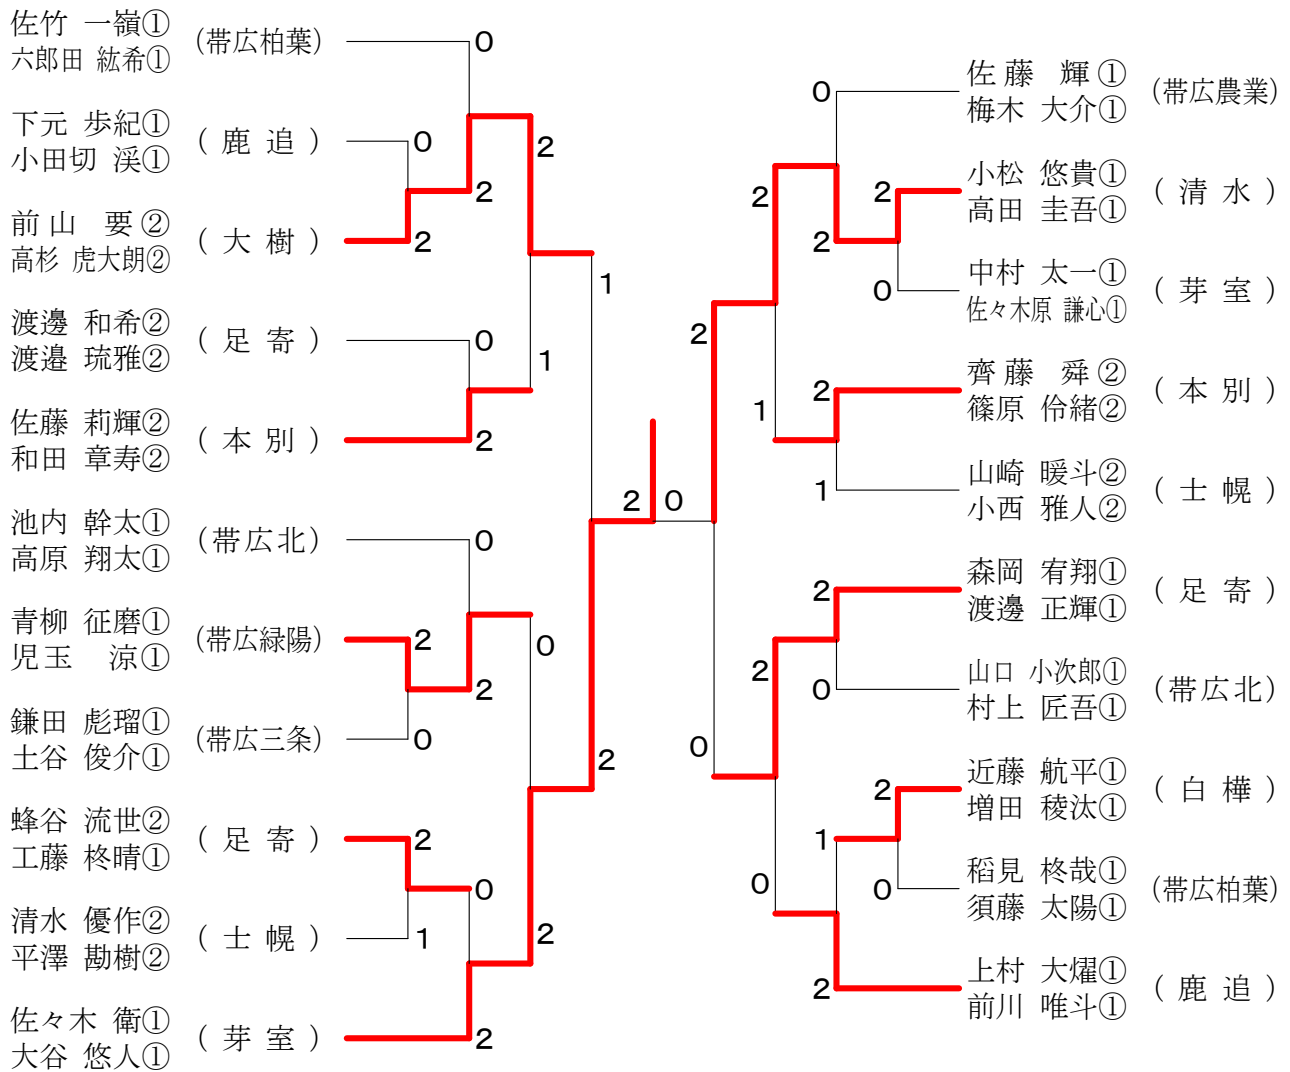 佐竹 一嶺①
六郎田 紘希①
(帯広柏葉)
0
下元 歩紀①
小田切 渓①
( 鹿 追 )
0
2
2
前山 要②
高杉 虎大朗②
( 大 樹 )
2
1
渡邊 和希②
渡邉 琉雅②
( 足 寄 )
0
1
佐藤 莉輝②
和田 章寿②
( 本 別 )
2
池内 幹太①
高原 翔太①
(帯広北)
0
2
0
青柳 征磨①
児玉 涼①
(帯広緑陽)
2
0
2
鎌田 彪瑠①
土谷 俊介①
(帯広三条)
0
2
蜂谷 流世②
工藤 柊晴①
( 足 寄 )
2
0
清水 優作②
平澤 勘樹②
( 士 幌 )
1
2
佐々木 衛①
大谷 悠人①
( 芽 室 )
2
0
佐藤 輝①
梅木 大介①
(帯広農業)
2
2
小松 悠貴①
高田 圭吾①
( 清 水 )
2
0
中村 太一①
佐々木原 謙心①
( 芽 室 )
2
1
2
齊藤 舜②
篠原 伶緒②
( 本 別 )
1
山崎 暖斗②
小西 雅人②
( 士 幌 )
2
森岡 宥翔①
渡邊 正輝①
( 足 寄 )
2
0
山口 小次郎①
村上 匠吾①
(帯広北)
0
2
近藤 航平①
増田 稜汰①
( 白 樺 )
1
0
0
稲見 柊哉①
須藤 太陽①
(帯広柏葉)
2
上村 大燿①
前川 唯斗①
( 鹿 追 )